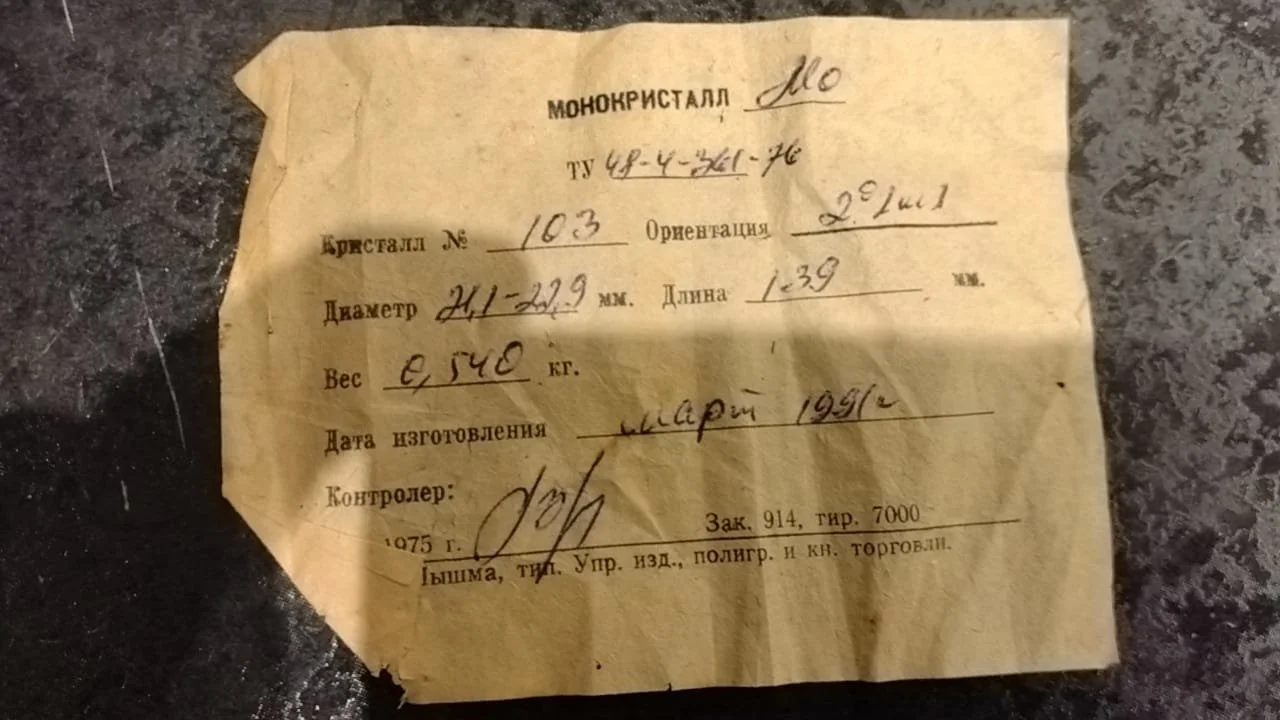 МОНОКРИСТАЛЛ Мо
ТУ 48-4-361-76
Кристалл № 103 Ориентация
Диаметр 21,1-22,9 мм. Длина 139 мм.
Вес 0,540 кг.
Дата изготовления март 1991г
Контролер:
1975 г. Зак. 914, тир. 7000
Пышма, тип. Упр. изд., полигр. и кн. торговли.